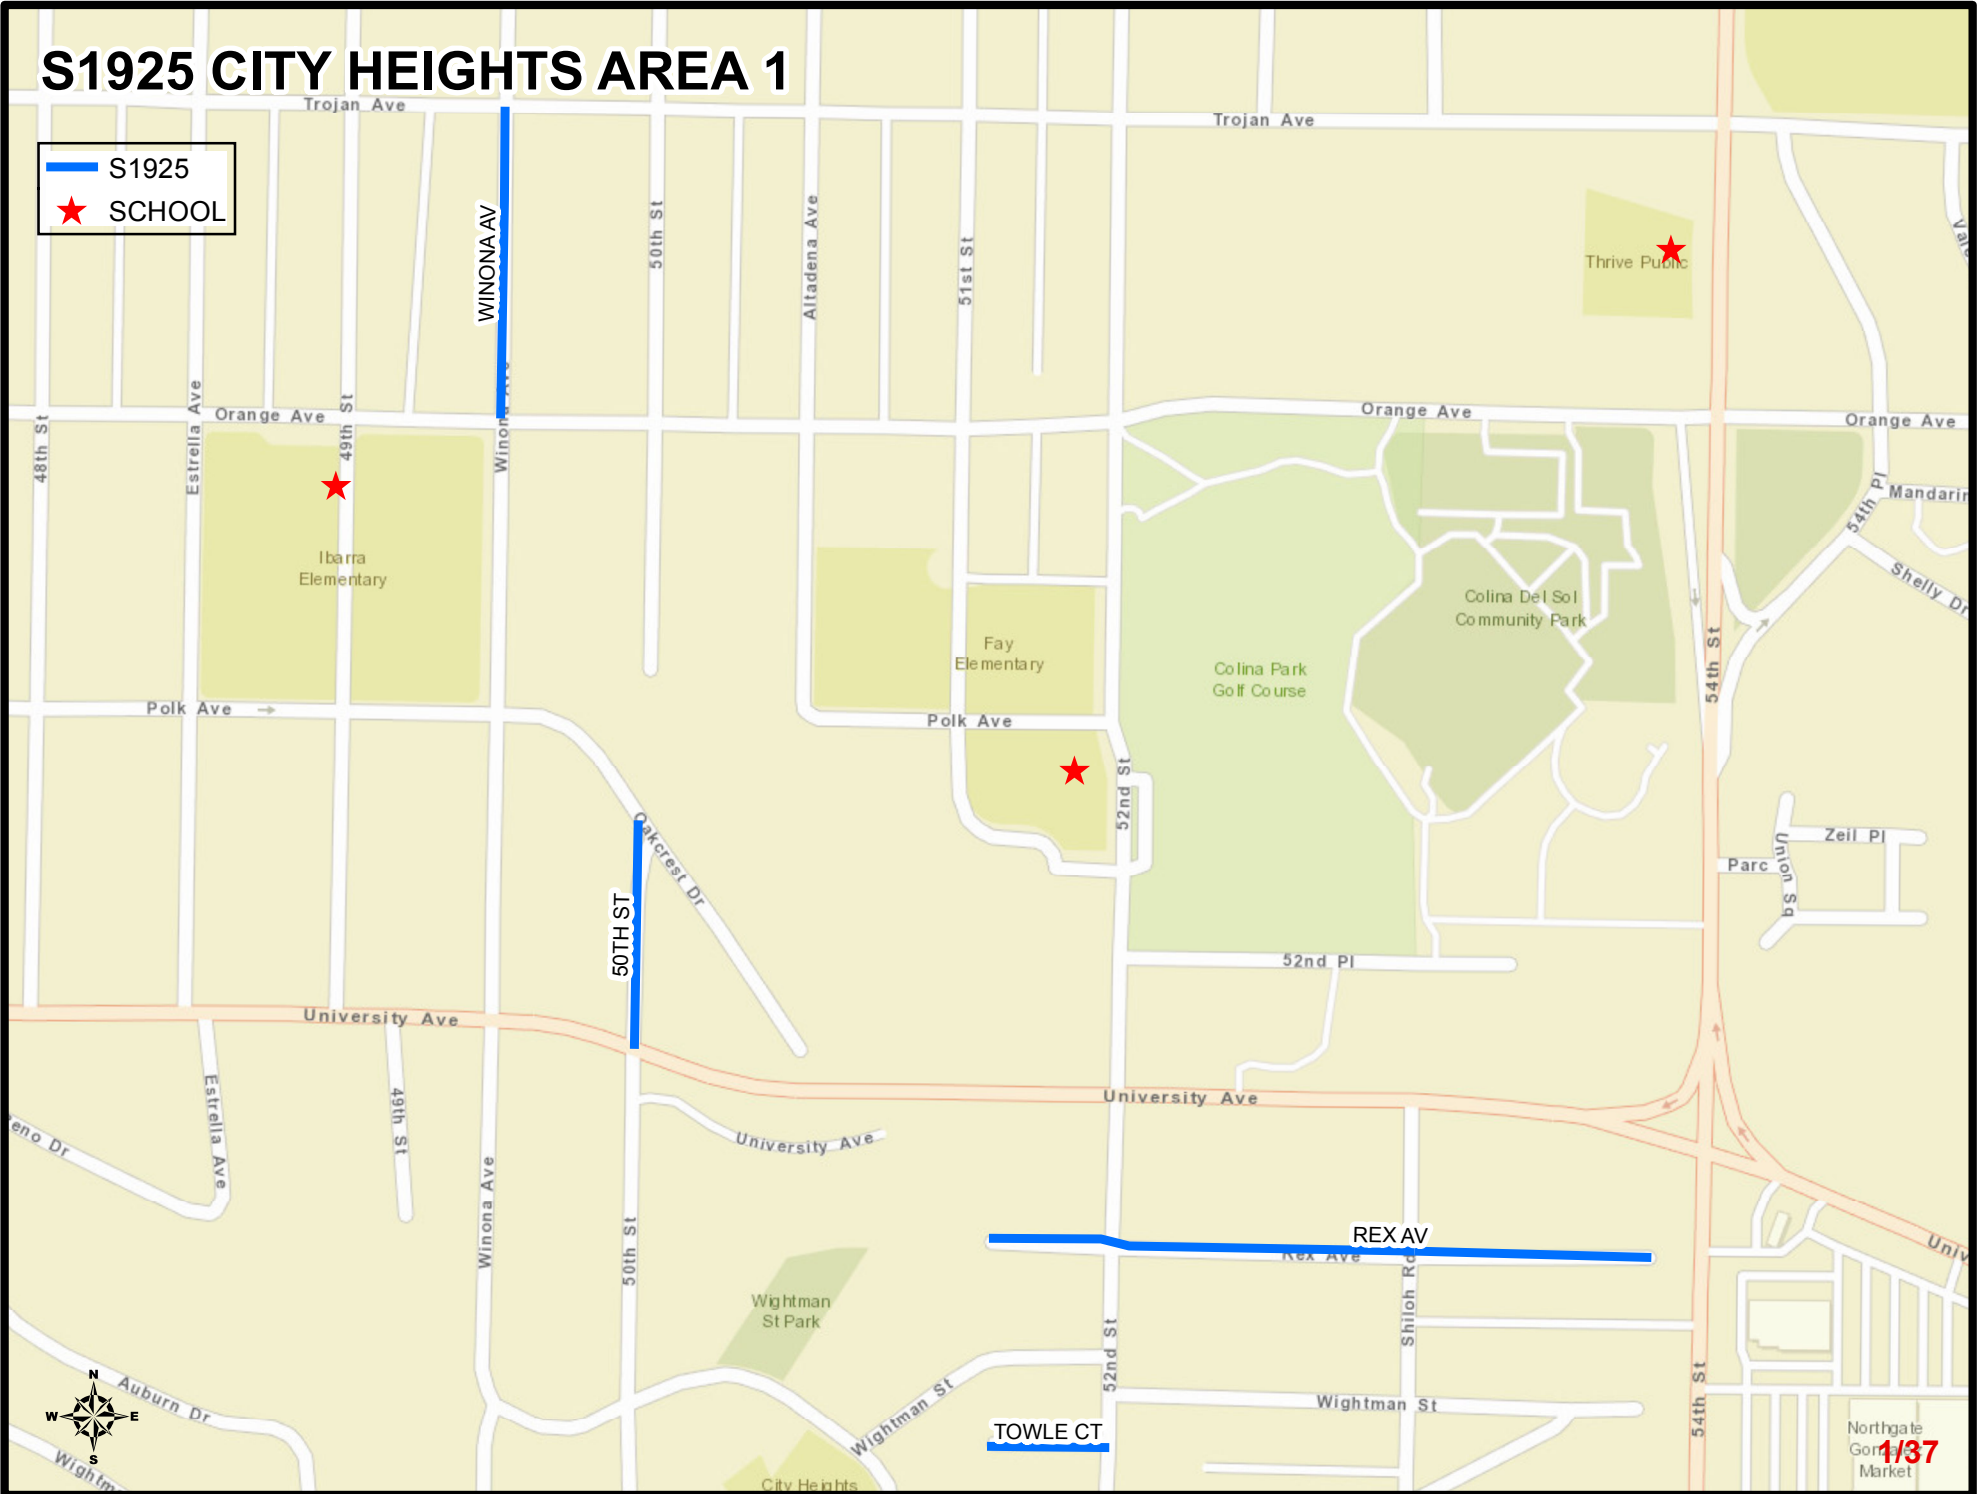 S1925 CITY HEIGHTS AREA 1
Trojan Ave
Trojan Ave
S1925
SCHOOL
WINONA AV
50th St
Altadena Ave
51st St
Thrive Public
48th St
Estrella Ave
Orange Ave
49th St
Winona Ave
Orange Ave
Orange Ave
54th Pl
Ibarra
Elementary
Shelly Dr
Colina Del Sol
Community Park
Fay
Elementary
Colina Park
Golf Course
54th St
Polk Ave
Polk Ave
52nd St
Oakcrest Dr
Zeil Pl
Parc
Union Sq
50TH ST
52nd Pl
University Ave
University Ave
Estrella Ave
49th St
University Ave
Winona Ave
50th St
REX AV
Rex Ave
Shiloh Rd
Wightman
St Park
52nd St
54th St
N
W
E
S
Auburn Dr
Wightman St
Wightman St
TOWLE CT
Northgate
Gonzalez
Market
1/37
City Heights